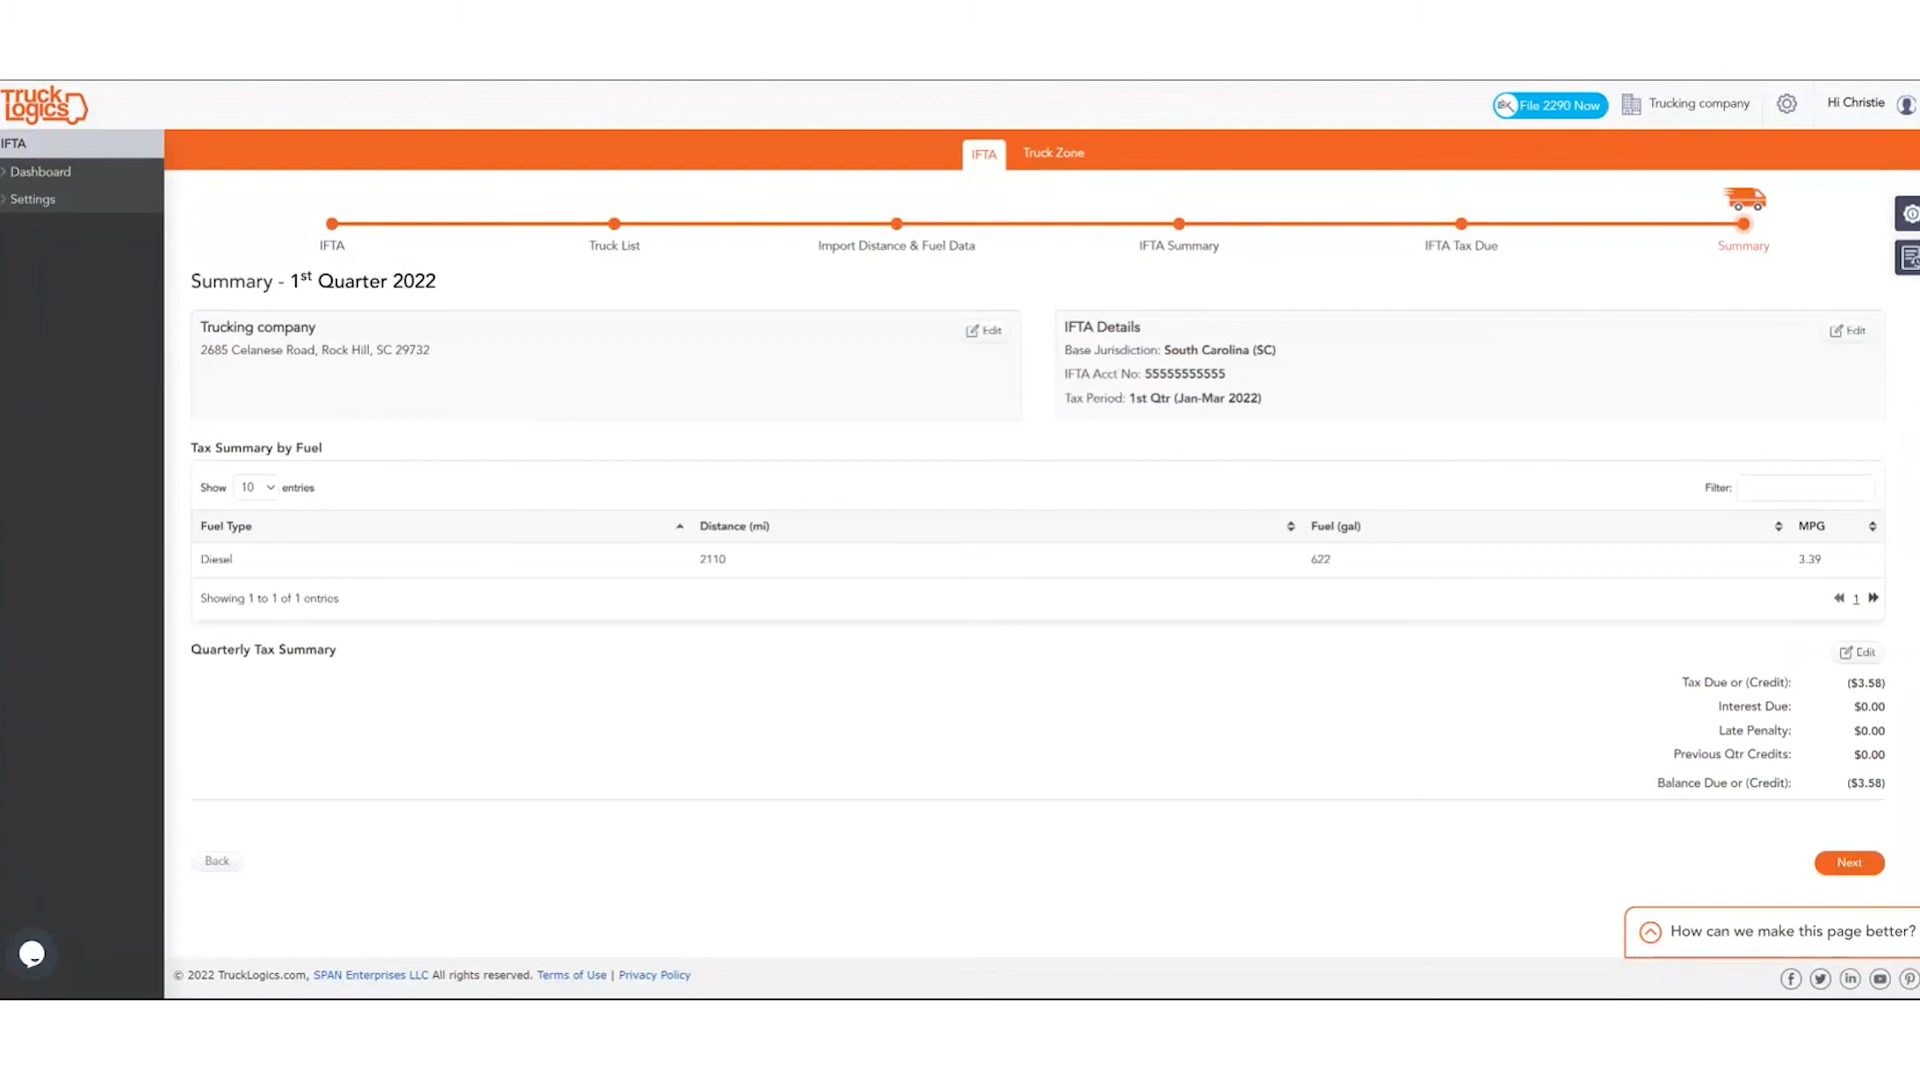 Truck Logics
File 2290 Now
Trucking company
Hi Christie
IFTA
Dashboard
Settings
IFTA
Truck Zone
IFTA
Truck List
Import Distance & Fuel Data
IFTA Summary
IFTA Tax Due
Summary
Summary - 1st Quarter 2022
Trucking company
Edit
2685 Celanese Road, Rock Hill, SC 29732
IFTA Details
Edit
Base Jurisdiction: South Carolina (SC)
IFTA Acct No: 55555555555
Tax Period: 1st Qtr (Jan-Mar 2022)
Tax Summary by Fuel
Show 10 entries
Filter:
Fuel Type Distance (mi) Fuel (gal) MPG
Diesel 2110 622 3.39
Showing 1 to 1 of 1 entries
1
Quarterly Tax Summary
Edit
Tax Due or (Credit): ($3.58)
Interest Due: $0.00
Late Penalty: $0.00
Previous Qtr Credits: $0.00
Balance Due or (Credit): ($3.58)
Back
Next
How can we make this page better?
© 2022 TruckLogics.com, SPAN Enterprises LLC All rights reserved. Terms of Use | Privacy Policy